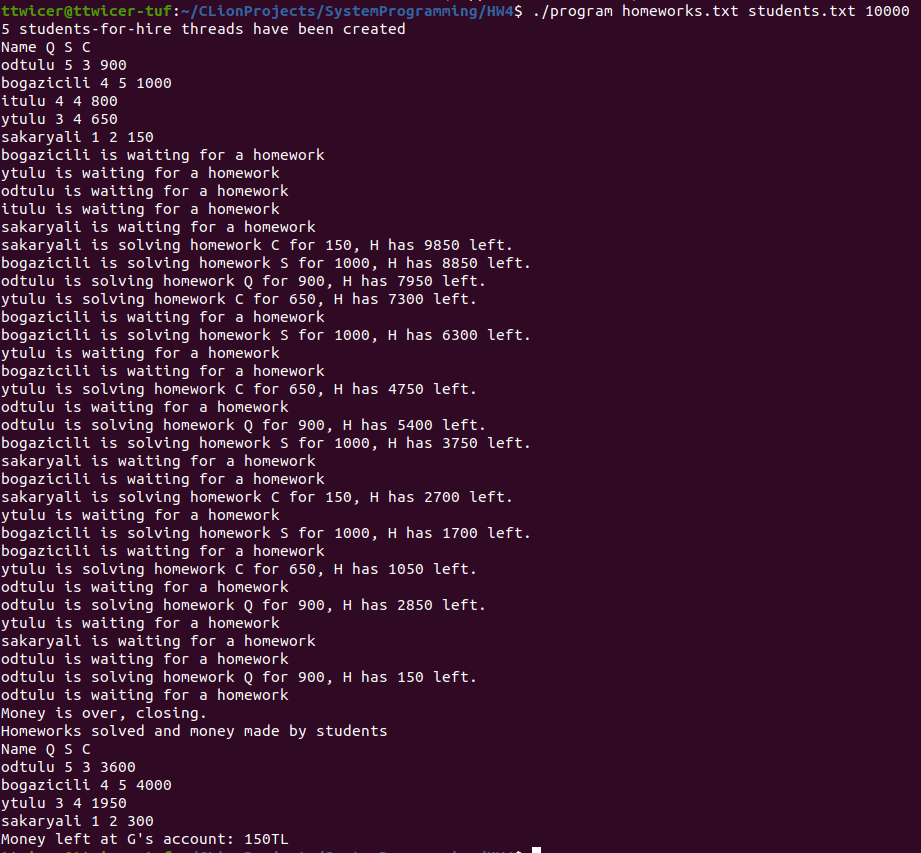 ttwicer@ttwicer-tuf:~/CLionProjects/SystemProgramming/HW4$ ./program homeworks.txt students.txt 10000
5 students-for-hire threads have been created
Name Q S C
odtulu 5 3 900
bogazicili 4 5 1000
itulu 4 4 800
ytulu 3 4 650
sakaryali 1 2 150
bogazicili is waiting for a homework
ytulu is waiting for a homework
odtulu is waiting for a homework
itulu is waiting for a homework
sakaryali is waiting for a homework
sakaryali is solving homework C for 150, H has 9850 left.
bogazicili is solving homework S for 1000, H has 8850 left.
odtulu is solving homework Q for 900, H has 7950 left.
ytulu is solving homework C for 650, H has 7300 left.
bogazicili is waiting for a homework
bogazicili is solving homework S for 1000, H has 6300 left.
ytulu is waiting for a homework
bogazicili is waiting for a homework
ytulu is solving homework C for 650, H has 4750 left.
odtulu is waiting for a homework
odtulu is solving homework Q for 900, H has 5400 left.
bogazicili is solving homework S for 1000, H has 3750 left.
sakaryali is waiting for a homework
bogazicili is waiting for a homework
sakaryali is solving homework C for 150, H has 2700 left.
ytulu is waiting for a homework
bogazicili is solving homework S for 1000, H has 1700 left.
bogazicili is waiting for a homework
ytulu is solving homework C for 650, H has 1050 left.
odtulu is waiting for a homework
odtulu is solving homework Q for 900, H has 2850 left.
ytulu is waiting for a homework
sakaryali is waiting for a homework
odtulu is waiting for a homework
odtulu is solving homework Q for 900, H has 150 left.
odtulu is waiting for a homework
Money is over, closing.
Homeworks solved and money made by students
Name Q S C
odtulu 5 3 3600
bogazicili 4 5 4000
ytulu 3 4 1950
sakaryali 1 2 300
Money left at G's account: 150TL